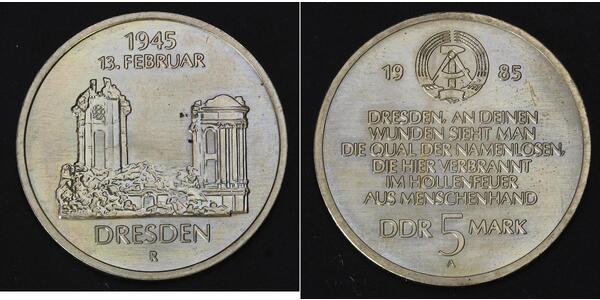 1945
13. FEBRUAR
DRESDEN
R
19 85
DRESDEN, AN DEINEN
WUNDEN SIEHT MAN
DIE QUAL DER NAMENLOSEN,
DIE HIER VERBRANNT
IM HÖLLENFEUER
AUS MENSCHENHAND
DDR 5 MARK
A